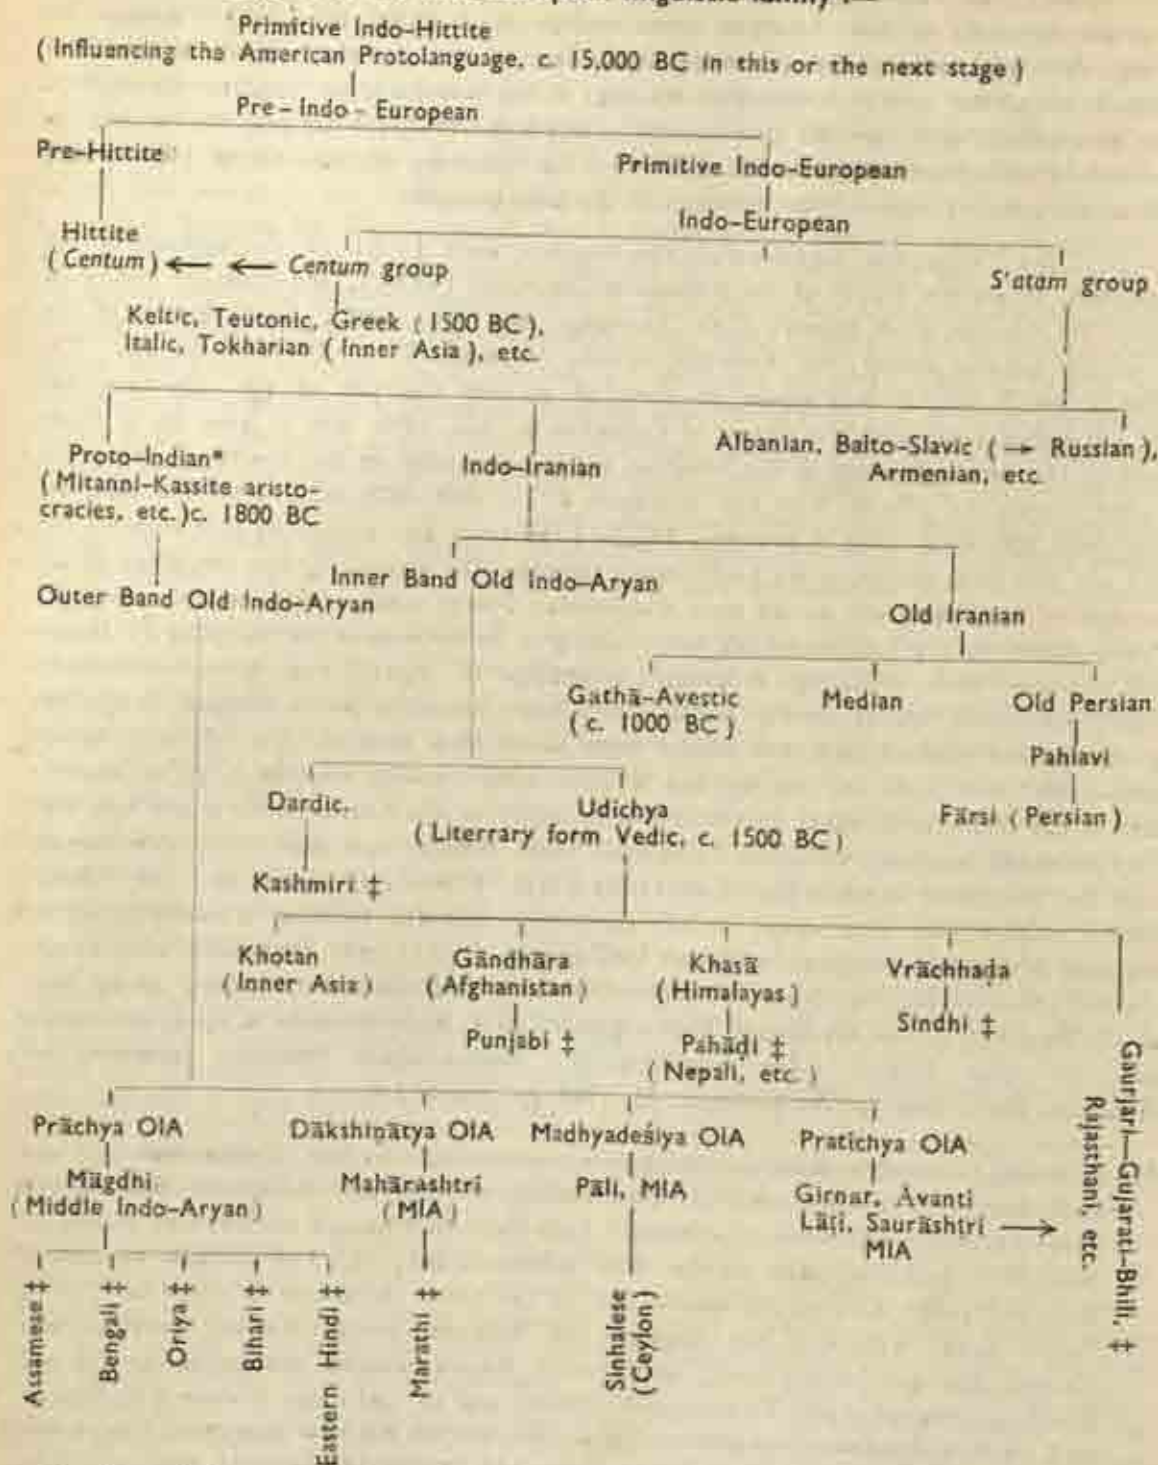 Primitive Indo-Hittite
(Influencing the American Protolanguage, c. 15,000 BC in this or the next stage)
Pre-Indo-European
Pre-Hittite
Primitive Indo-European
Indo-European
Hittite
(Centum) ← ← Centum group
S'atam group
Keltic, Teutonic, Greek (1500 BC),
Italic, Tokharian (Inner Asia), etc.
Proto-Indian*
(Mitanni-Kassite aristo-
cracies, etc.)c. 1800 BC
Indo-Iranian
Albanian, Balto-Slavic (→ Russian),
Armenian, etc.
Outer Band Old Indo-Aryan
Inner Band Old Indo-Aryan
Old Iranian
Gathā-Avestic
(c. 1000 BC)
Median
Old Persian
Pahlavi
Färsi (Persian)
Dardic.
Udichya
(Literrary form Vedic, c. 1500 BC)
Kashmiri ‡
Khotan
(Inner Asia)
Gāndhāra
(Afghanistan)
Khasā
(Himalayas)
Vrāchhaḍa
Punjabi ‡
Pahāḍi ‡
(Nepali, etc.)
Sindhi ‡
Gaurjari—Gujarati-Bhili, ‡
Rajasthani, etc.
Prāchya OIA
Dākshinātya OIA
Madhyadeśiya OIA
Pratichya OIA
Māgdhi
(Middle Indo-Aryan)
Mahārashtri
(MIA)
Pāli, MIA
Girnar, Avanti
Lāṭi, Saurāshṭri →
MIA
Assamese ‡
Bengali ‡
Oriya ‡
Bihari ‡
Eastern Hindi ‡
Marathi ‡
Sinhalese
(Ceylon)